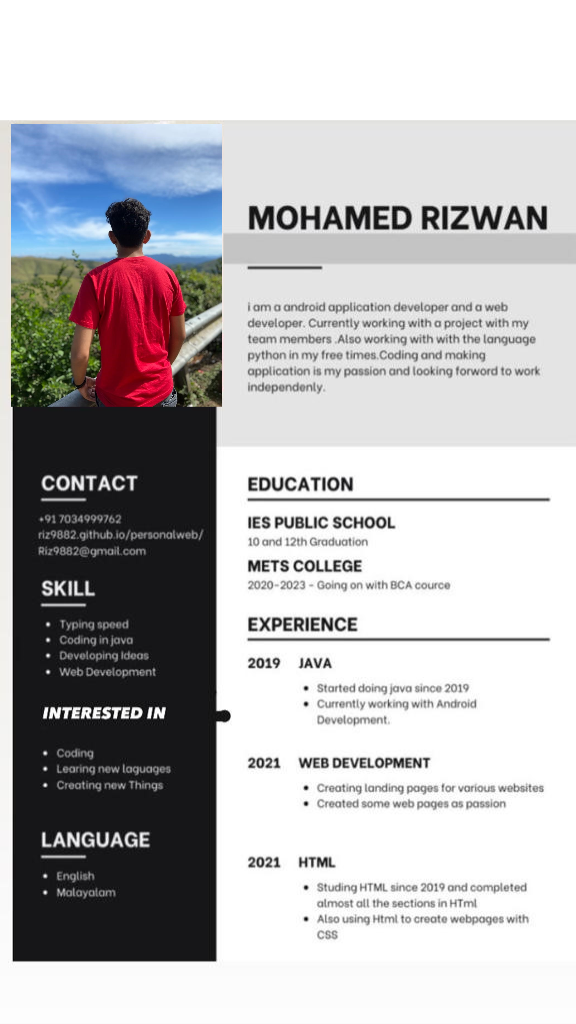 MOHAMED RIZWAN
i am a android application developer and a web
developer. Currently working with a project with my
team members .Also working with with the language
python in my free times.Coding and making
application is my passion and looking forword to work
independenly.
CONTACT
+91 7034999762
riz9882.github.io/personalweb/
Riz9882@gmail.com
SKILL
Typing speed
Coding in java
Developing Ideas
Web Development
INTERESTED IN
Coding
Learing new laguages
Creating new Things
LANGUAGE
English
Malayalam
EDUCATION
IES PUBLIC SCHOOL
10 and 12th Graduation
METS COLLEGE
2020-2023 - Going on with BCA cource
EXPERIENCE
2019 JAVA
Started doing java since 2019
Currently working with Android
Development.
2021 WEB DEVELOPMENT
Creating landing pages for various websites
Created some web pages as passion
2021 HTML
Studing HTML since 2019 and completed
almost all the sections in HTml
Also using Html to create webpages with
CSS